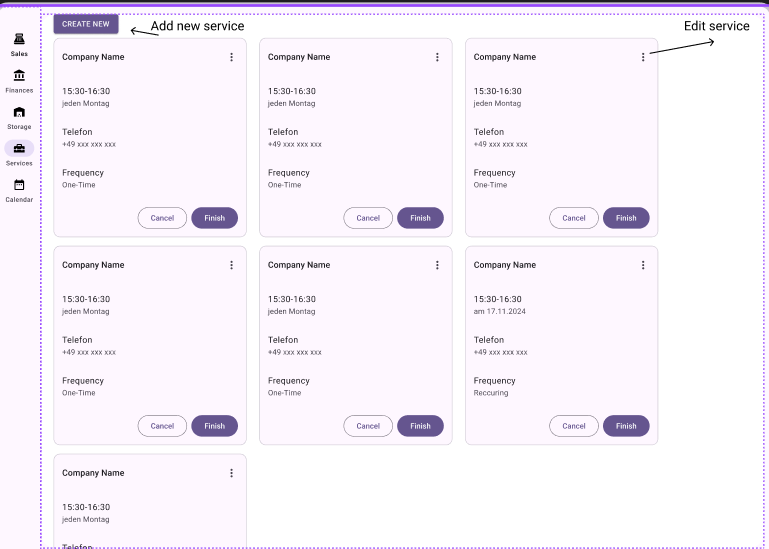 CREATE NEW
Add new service
Edit service
Sales
Finances
Storage
Services
Calendar
Company Name
15:30-16:30
jeden Montag
Telefon
+49 xxx xxx xxx
Frequency
One-Time
Cancel
Finish
Company Name
15:30-16:30
jeden Montag
Telefon
+49 xxx xxx xxx
Frequency
One-Time
Cancel
Finish
Company Name
15:30-16:30
jeden Montag
Telefon
+49 xxx xxx xxx
Frequency
One-Time
Cancel
Finish
Company Name
15:30-16:30
jeden Montag
Telefon
+49 xxx xxx xxx
Frequency
One-Time
Cancel
Finish
Company Name
15:30-16:30
jeden Montag
Telefon
+49 xxx xxx xxx
Frequency
One-Time
Cancel
Finish
Company Name
15:30-16:30
am 17.11.2024
Telefon
+49 xxx xxx xxx
Frequency
Reccuring
Cancel
Finish
Company Name
15:30-16:30
jeden Montag
Telefon